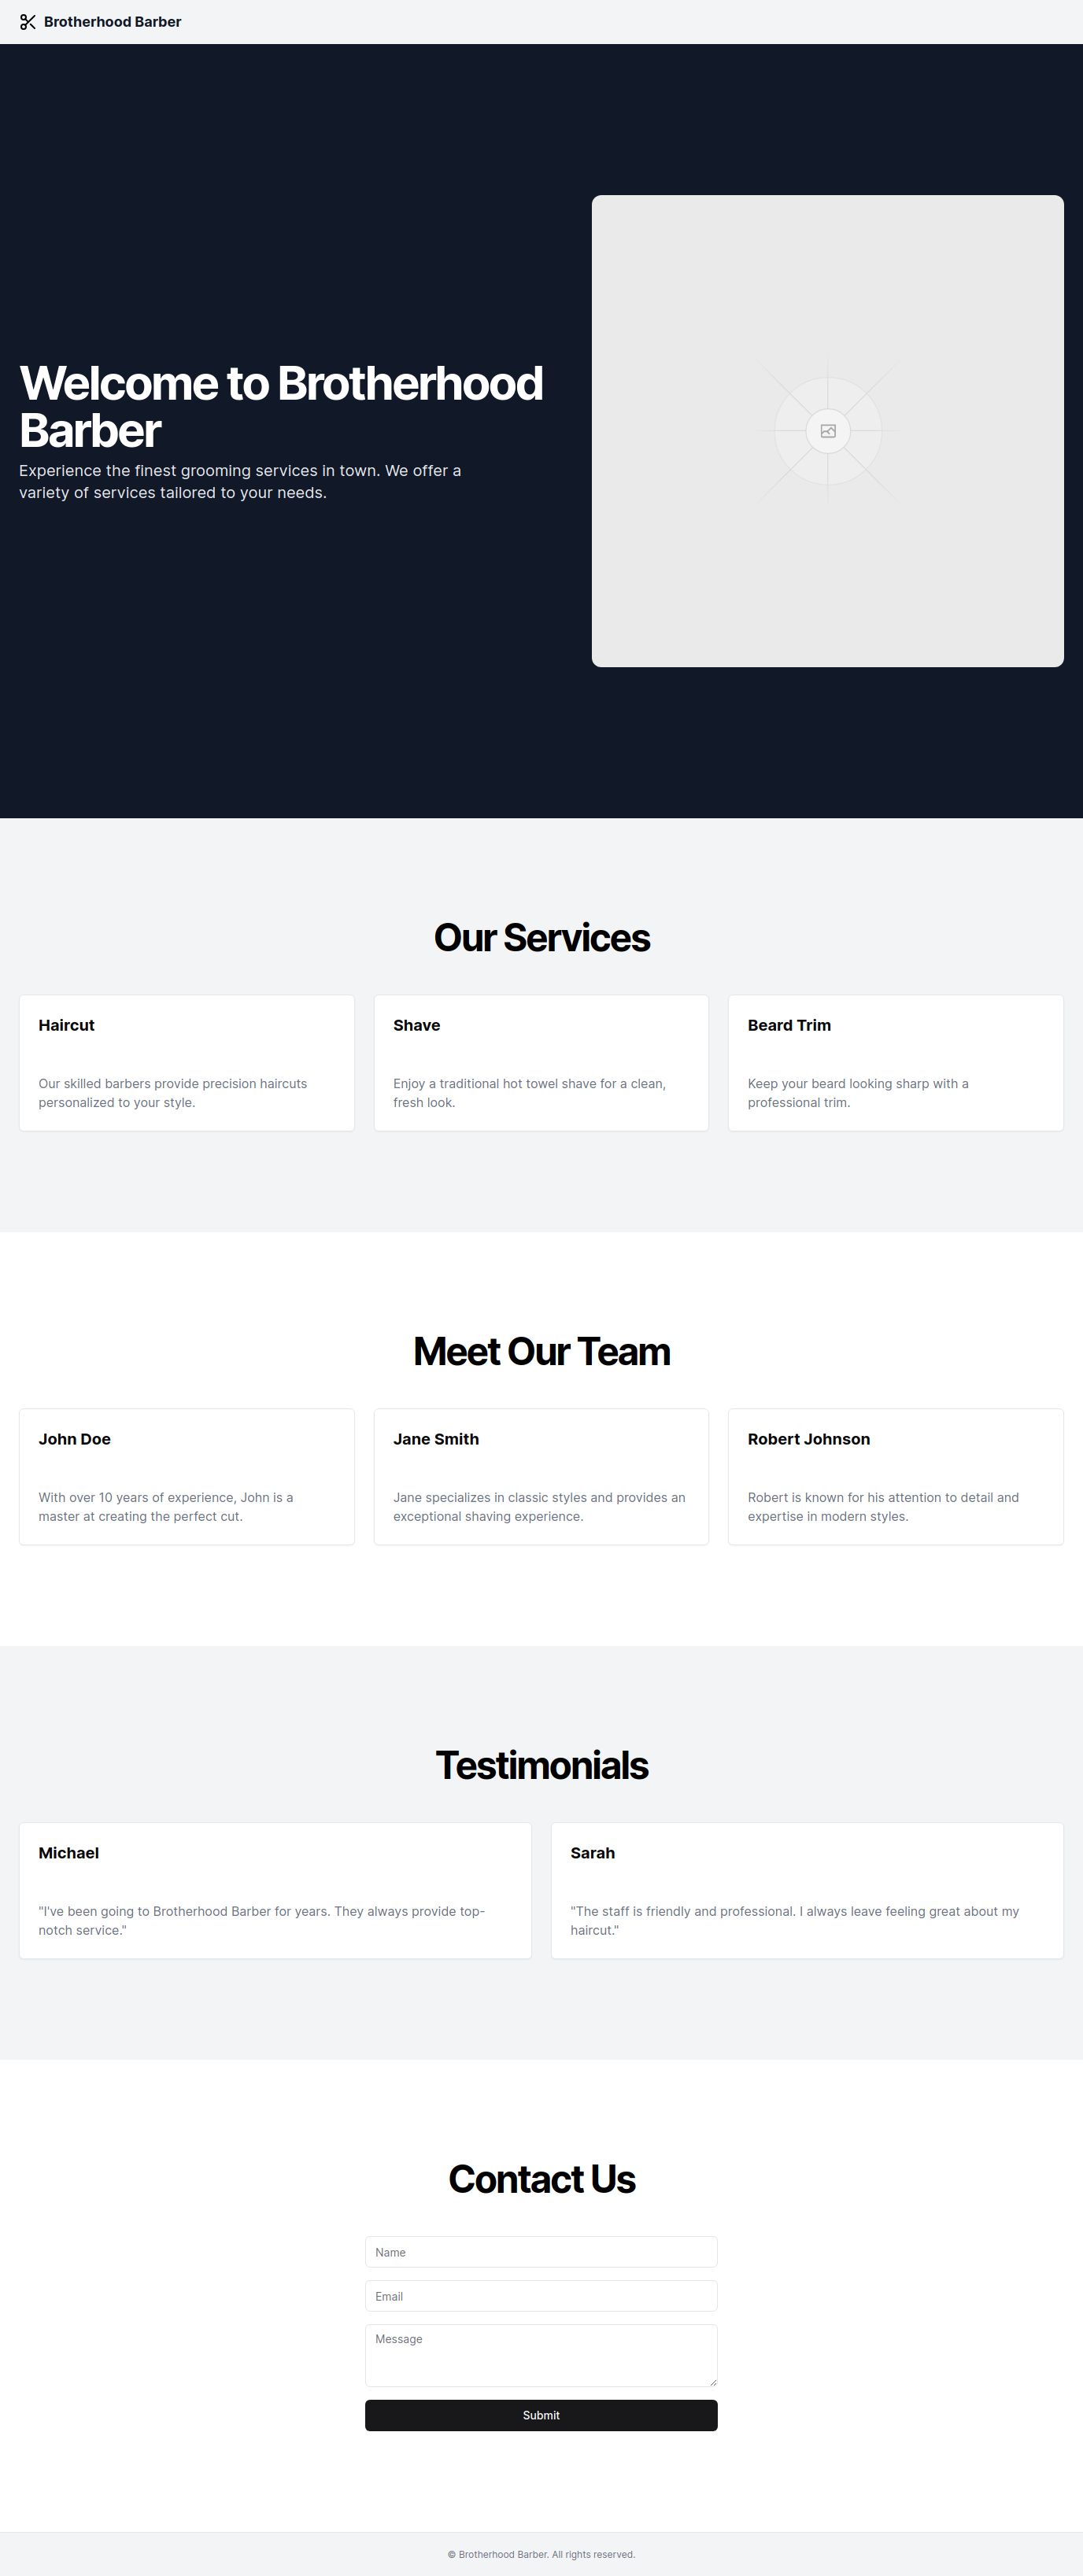 Brotherhood Barber
Welcome to Brotherhood
Barber
Experience the finest grooming services in town. We offer a
variety of services tailored to your needs.
Our Services
Haircut
Our skilled barbers provide precision haircuts
personalized to your style.
Shave
Enjoy a traditional hot towel shave for a clean,
fresh look.
Beard Trim
Keep your beard looking sharp with a
professional trim.
Meet Our Team
John Doe
With over 10 years of experience, John is a
master at creating the perfect cut.
Jane Smith
Jane specializes in classic styles and provides an
exceptional shaving experience.
Robert Johnson
Robert is known for his attention to detail and
expertise in modern styles.
Testimonials
Michael
"I've been going to Brotherhood Barber for years. They always provide top-
notch service."
Sarah
"The staff is friendly and professional. I always leave feeling great about my
haircut."
Contact Us
Name
Email
Message
Submit
© Brotherhood Barber. All rights reserved.